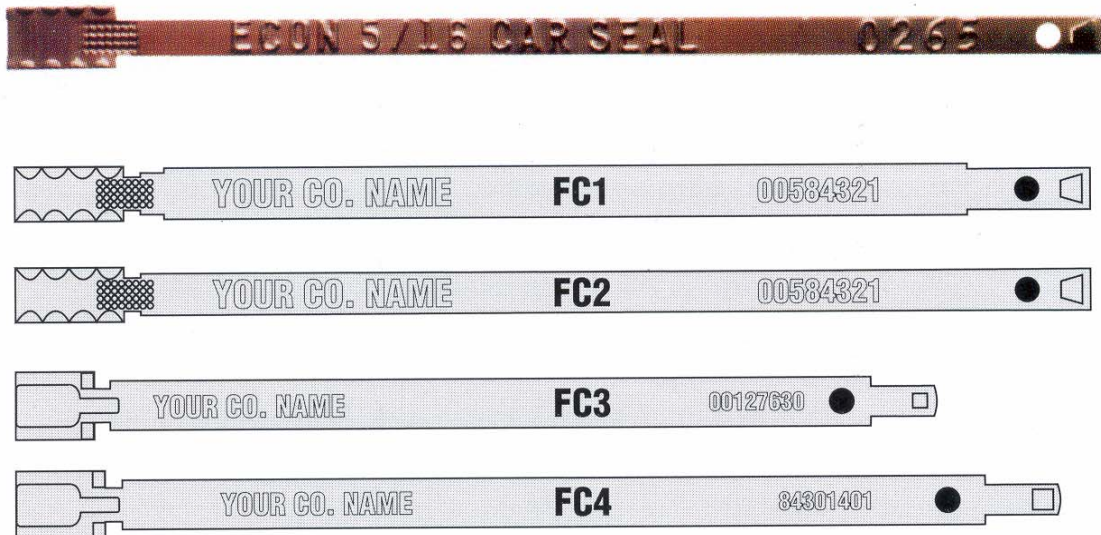 ECON 5/16 CAR SEAL 0265
YOUR CO. NAME FC1 00584321
YOUR CO. NAME FC2 00584321
YOUR CO. NAME FC3 00127630
YOUR CO. NAME FC4 84301401